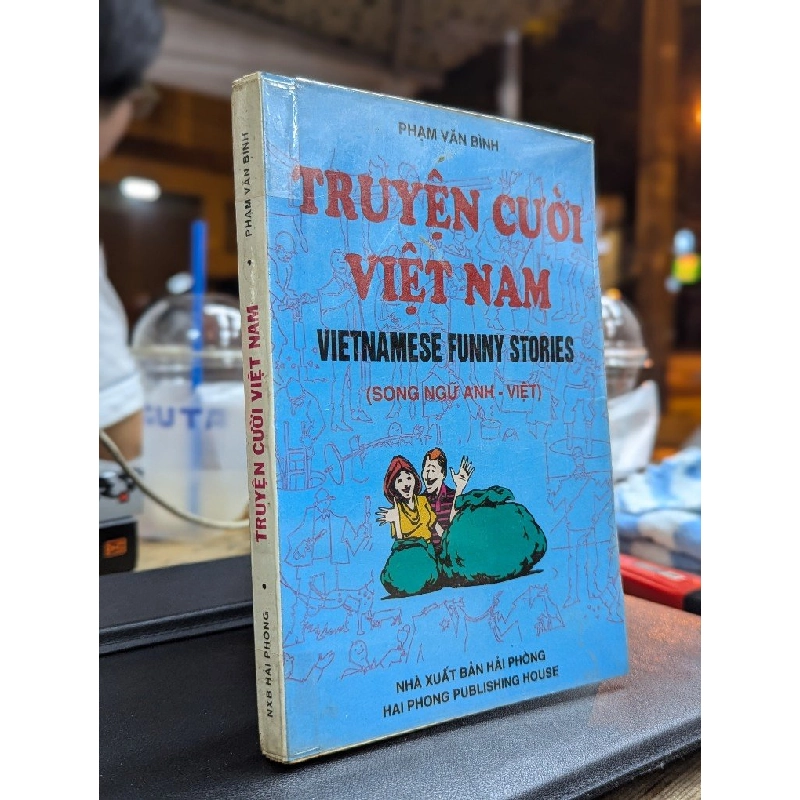 PHẠM VĂN BÌNH
TRUYỆN CƯỜI
VIỆT NAM
VIETNAMESE FUNNY STORIES
(SONG NGỮ ANH - VIỆT)
NHÀ XUẤT BẢN HẢI PHÒNG
HAI PHONG PUBLISHING HOUSE
PHẠM VĂN BÌNH • TRUYỆN CƯỜI VIỆT NAM • NXB HẢI PHÒNG